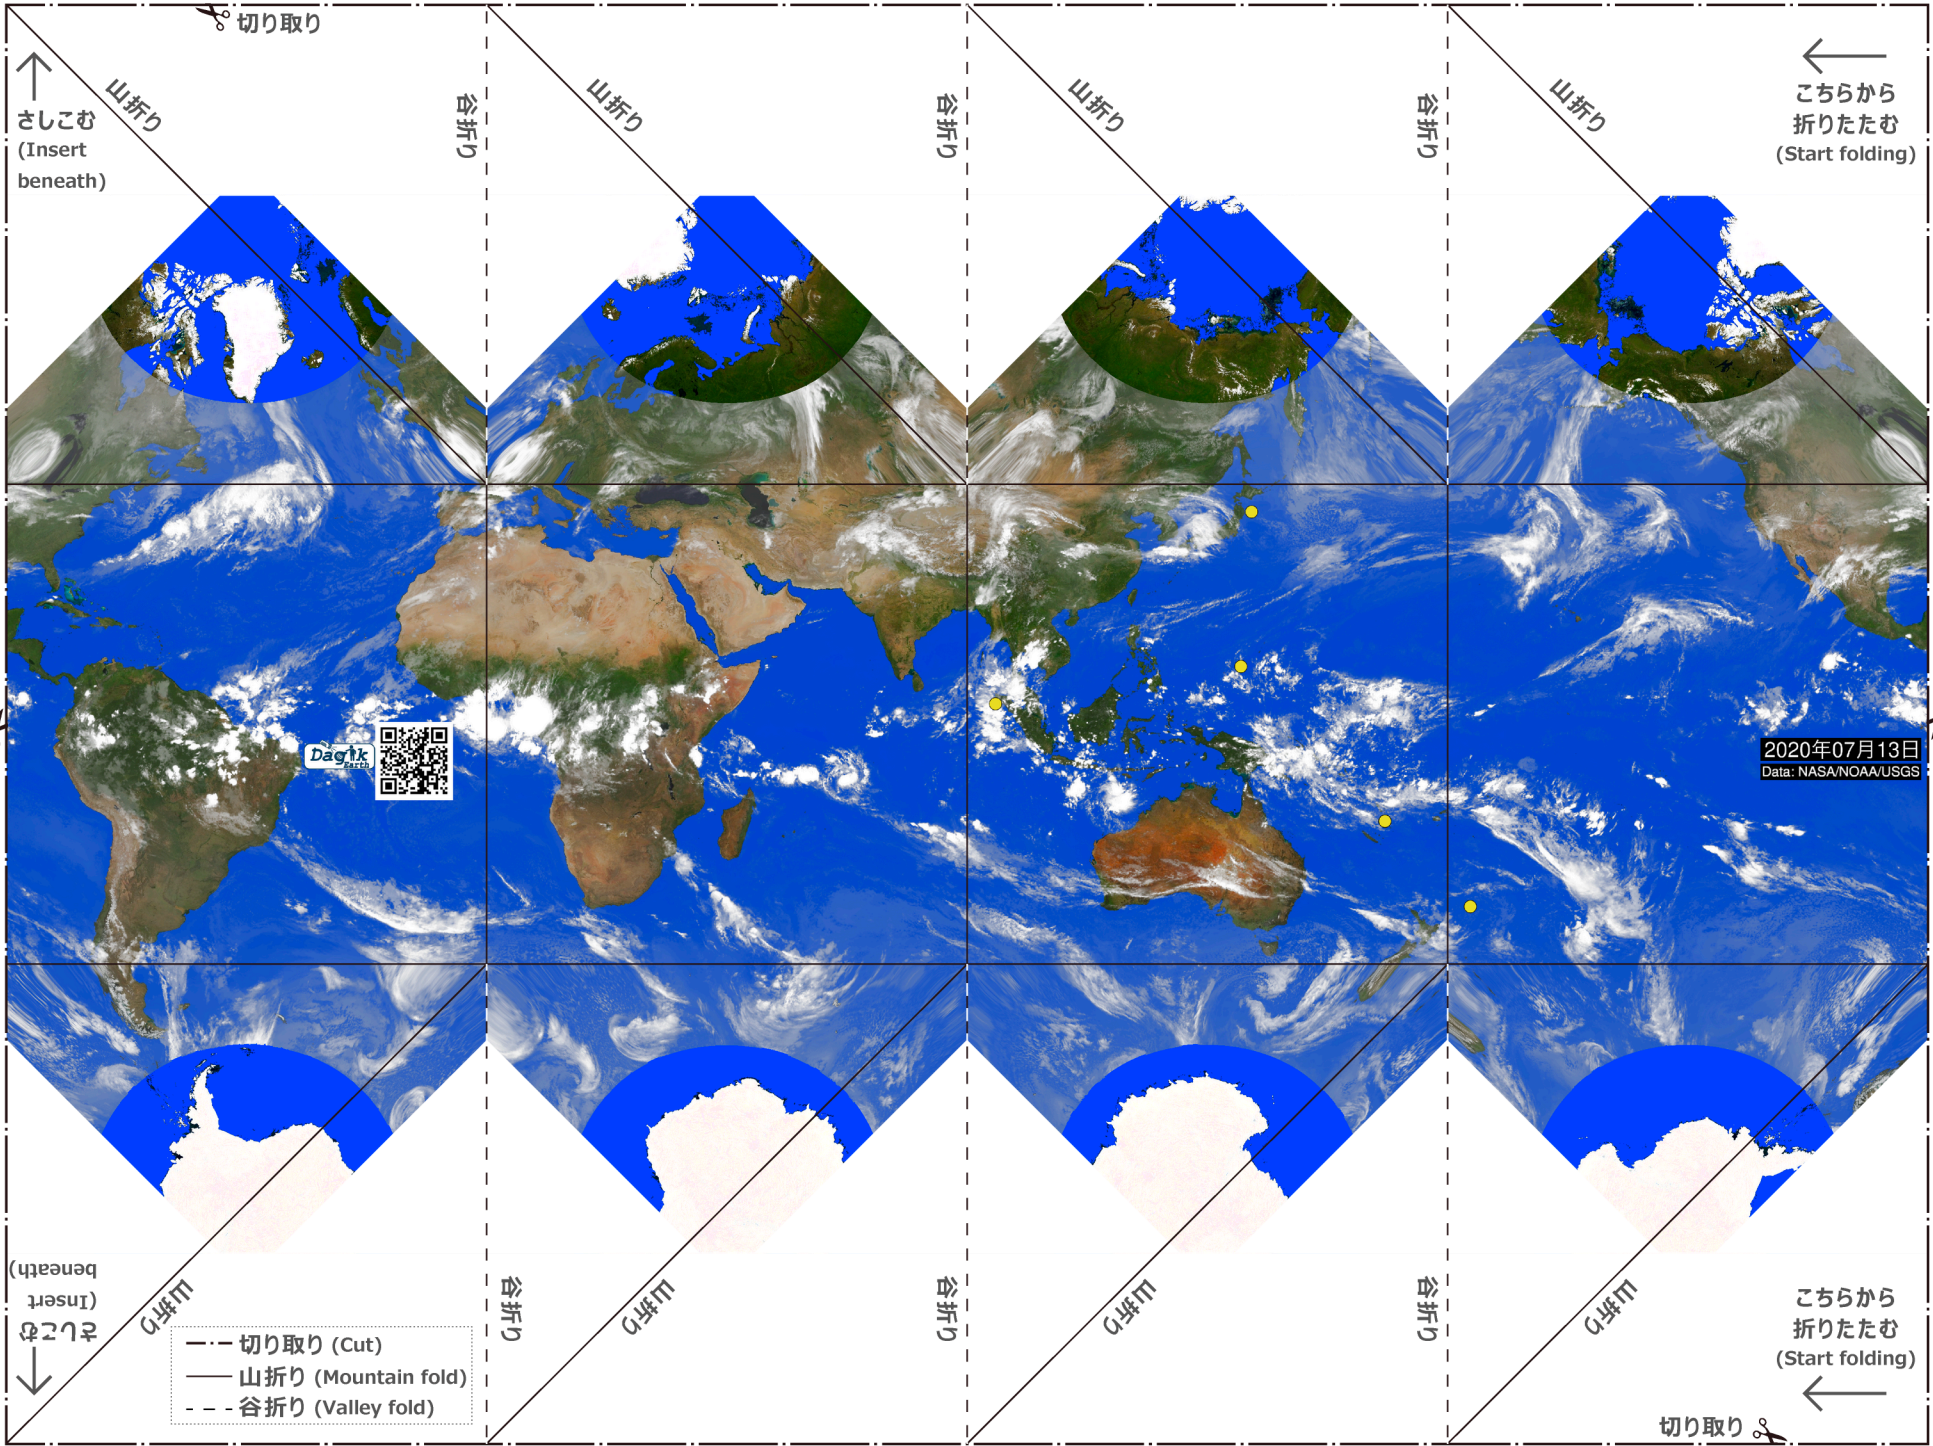 切り取り
山折り
谷折り
山折り
谷折り
山折り
谷折り
山折り
さしこむ
(Insert
beneath)
こちらから
折りたたむ
(Start folding)
Dagik
Earth
2020年07月13日
Data: NASA/NOAA/USGS
さしこむ
(Insert
beneath)
山折り
谷折り
山折り
谷折り
山折り
谷折り
山折り
こちらから
折りたたむ
(Start folding)
切り取り (Cut)
山折り (Mountain fold)
谷折り (Valley fold)
切り取り